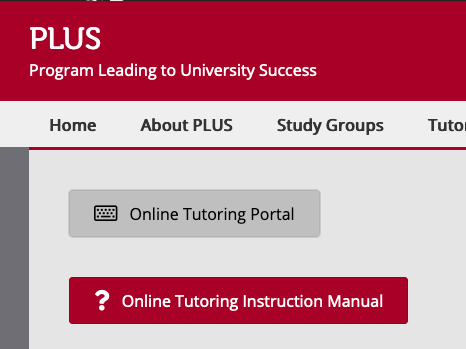 PLUS
Program Leading to University Success
Home About PLUS Study Groups
Online Tutoring Portal
? Online Tutoring Instruction Manual